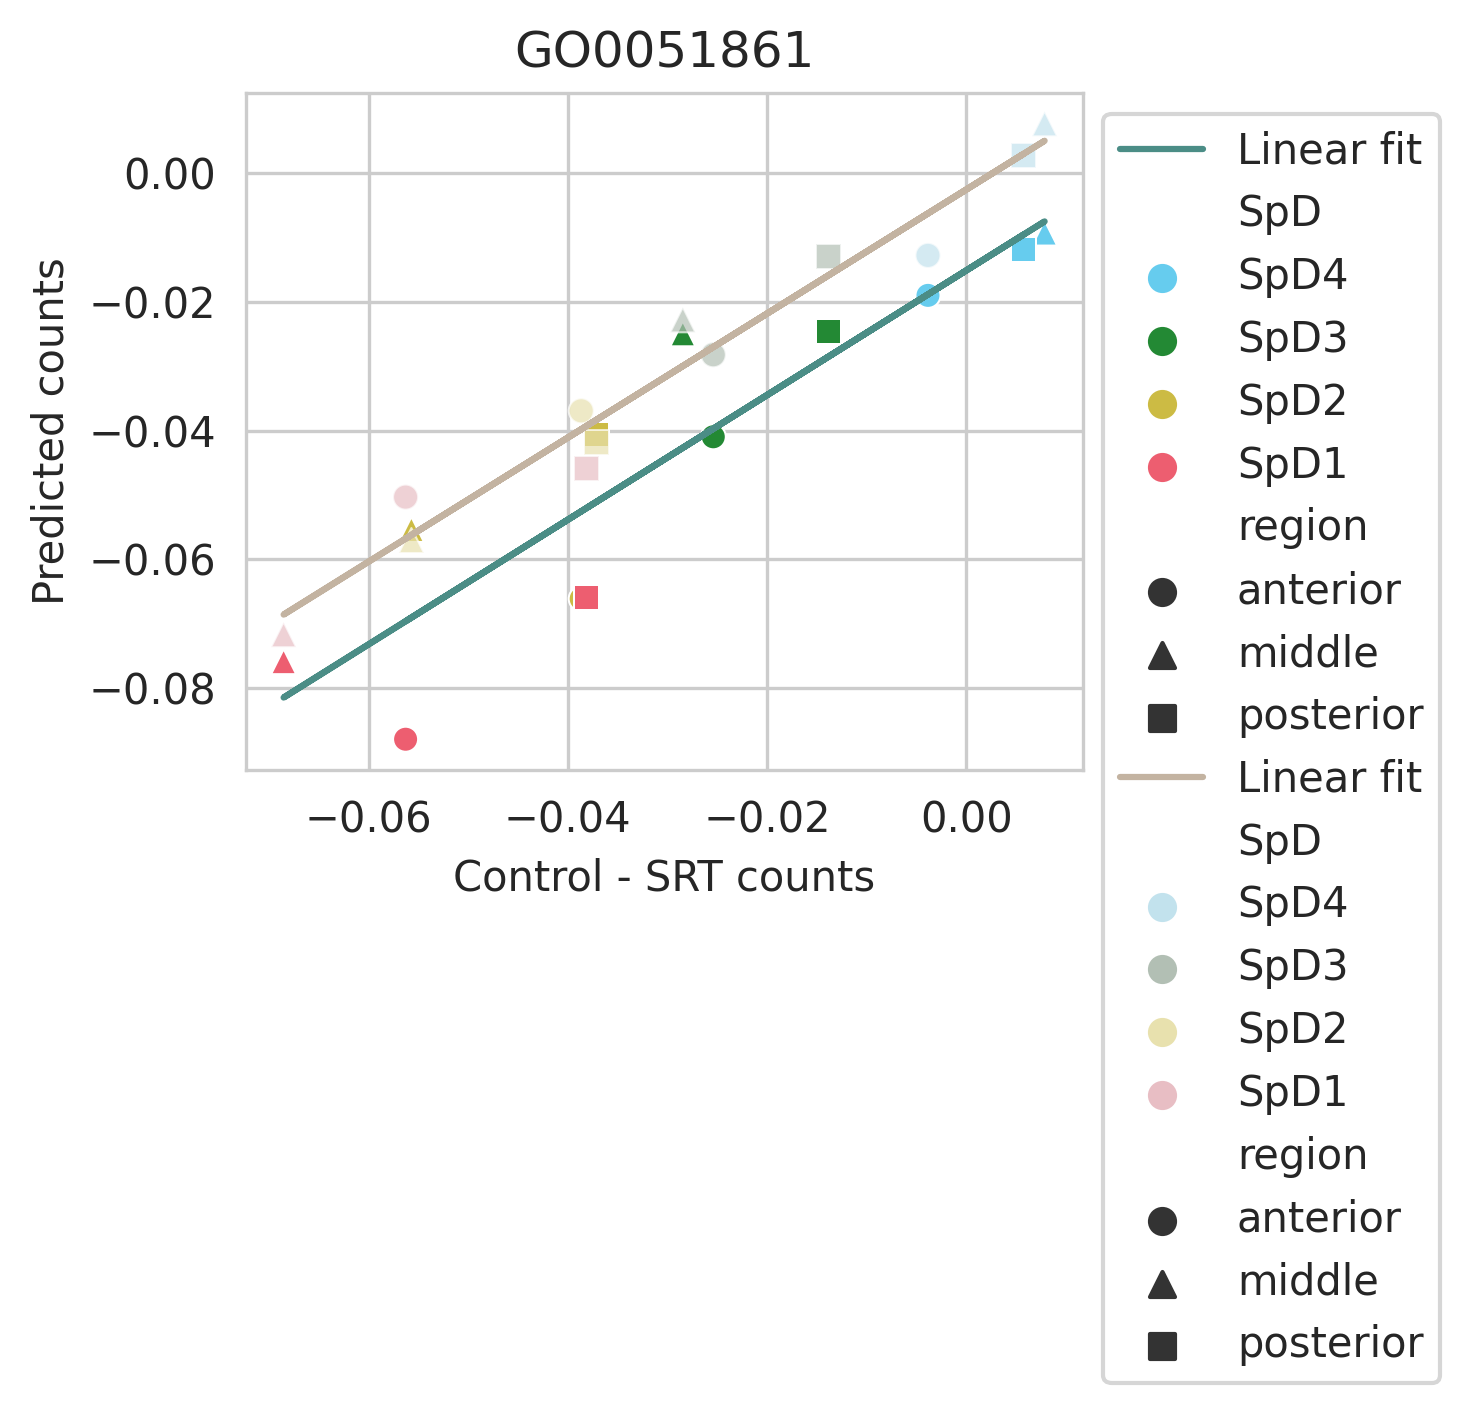 GO0051861
Predicted counts
0.00
−0.02
−0.04
−0.06
−0.08
−0.06
−0.04
−0.02
0.00
Control - SRT counts
Linear fit
SpD
SpD4
SpD3
SpD2
SpD1
region
anterior
middle
posterior
Linear fit
SpD
SpD4
SpD3
SpD2
SpD1
region
anterior
middle
posterior